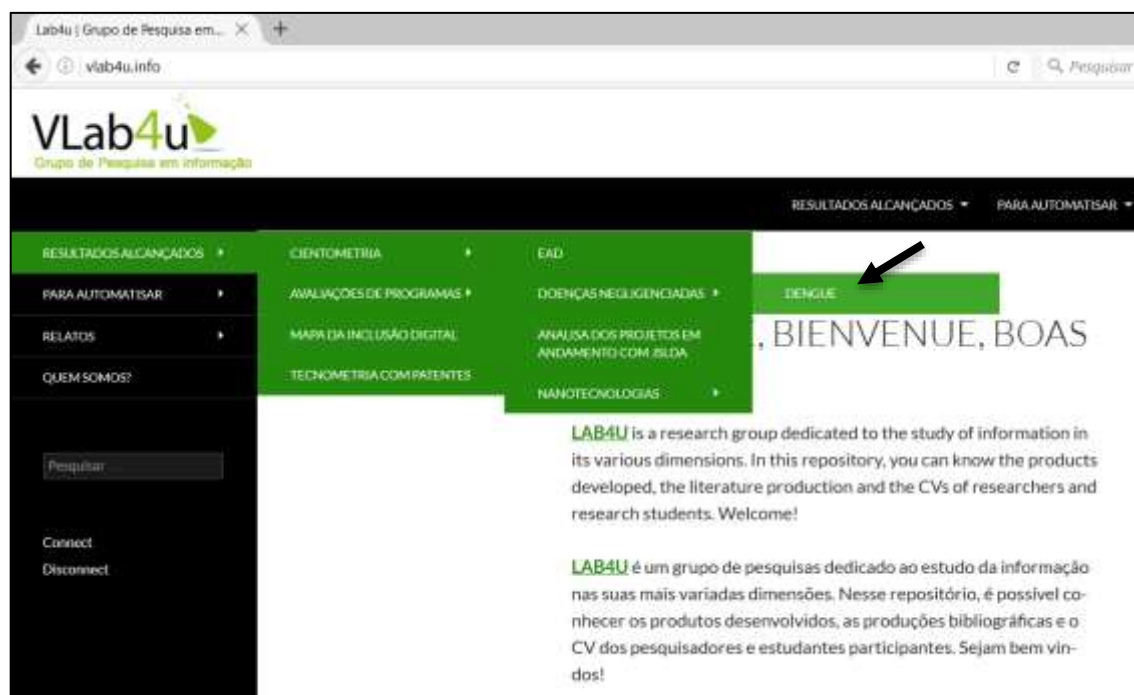 Lab4u | Grupo de Pesquisa em...
vlab4u.info
Pesquisar
VLab4u
Grupo de Pesquisa em informação
RESULTADOS ALCANÇADOS
PARA AUTOMATISAR
RESULTADOS ALCANÇADOS
PARA AUTOMATISAR
RELATOS
QUEM SOMOS?
CIENTOMETRIA
AVALIAÇÕES DE PROGRAMAS
MAPA DA INCLUSÃO DIGITAL
TECNOMETRIA COM PATENTES
EAD
DOENÇAS NEGLIGENCIADAS
ANALISA DOS PROJETOS EM
ANDAMENTO COM JSLDA
NANOTECNOLOGIAS
DENGUE
, BIENVENUE, BOAS
Pesquisar ...
Connect
Disconnect
LAB4U is a research group dedicated to the study of information in
its various dimensions. In this repository, you can know the products
developed, the literature production and the CVs of researchers and
research students. Welcome!
LAB4U é um grupo de pesquisas dedicado ao estudo da informação
nas suas mais variadas dimensões. Nesse repositório, é possível co-
nhecer os produtos desenvolvidos, as produções bibliográficas e o
CV dos pesquisadores e estudantes participantes. Sejam bem vin-
dos!